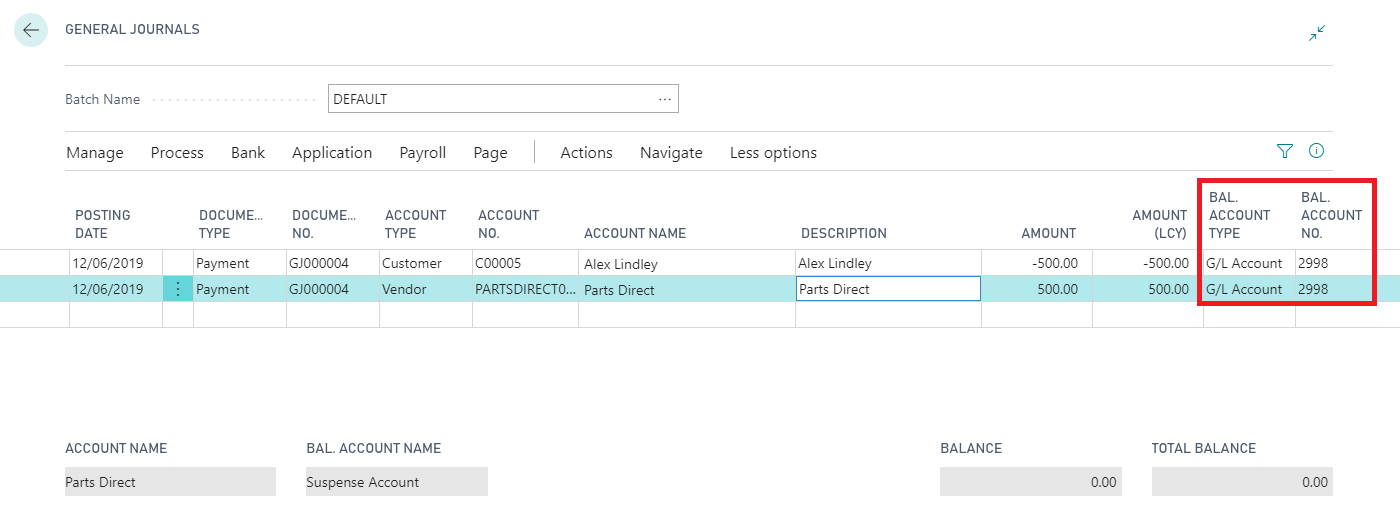 GENERAL JOURNALS
Batch Name DEFAULT ...
Manage Process Bank Application Payroll Page Actions Navigate Less options
POSTING DATE DOCUME... TYPE DOCUME... NO. ACCOUNT TYPE ACCOUNT NO. ACCOUNT NAME DESCRIPTION AMOUNT AMOUNT (LCY) BAL. ACCOUNT TYPE BAL. ACCOUNT NO.
12/06/2019 Payment GJ000004 Customer C00005 Alex Lindley Alex Lindley -500.00 -500.00 G/L Account 2998
12/06/2019 Payment GJ000004 Vendor PARTSDIRECT0... Parts Direct Parts Direct 500.00 500.00 G/L Account 2998
ACCOUNT NAME BAL. ACCOUNT NAME BALANCE TOTAL BALANCE
Parts Direct Suspense Account 0.00 0.00